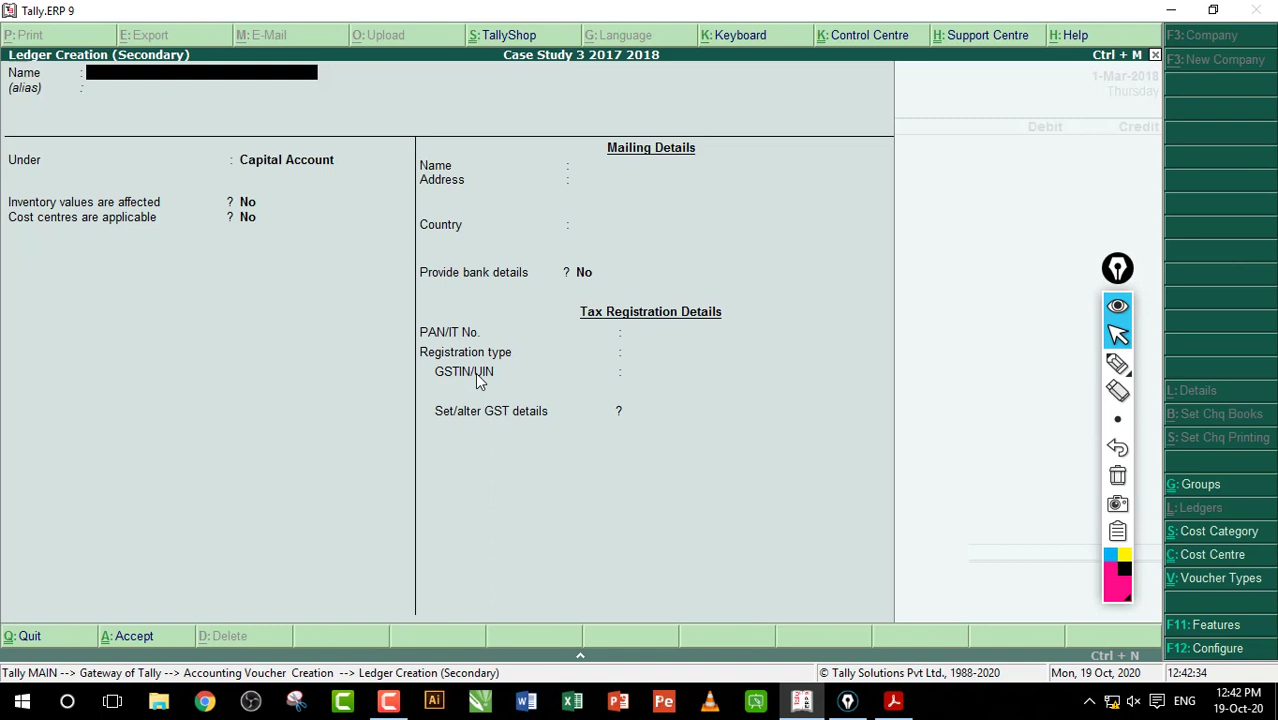 Tally.ERP 9
P: Print
E: Export
M: E-Mail
O: Upload
S: TallyShop
G: Language
K: Keyboard
K: Control Centre
H: Support Centre
H: Help
F3: Company
Ledger Creation (Secondary)
Case Study 3 2017 2018
Ctrl + M
F3: New Company
Name :
(alias) :
1-Mar-2018
Thursday
Debit Credit
Under : Capital Account
Inventory values are affected ? No
Cost centres are applicable ? No
Mailing Details
Name :
Address :
Country :
Provide bank details ? No
Tax Registration Details
PAN/IT No. :
Registration type :
GSTIN/UIN :
Set/alter GST details ?
L: Details
B: Set Chq Books
S: Set Chq Printing
G: Groups
L: Ledgers
S: Cost Category
C: Cost Centre
V: Voucher Types
F11: Features
F12: Configure
Q: Quit
A: Accept
D: Delete
Ctrl + N
Tally MAIN --> Gateway of Tally --> Accounting Voucher Creation --> Ledger Creation (Secondary)
© Tally Solutions Pvt Ltd., 1988-2020
Mon, 19 Oct, 2020
12:42:34
ENG
12:42 PM
19-Oct-20